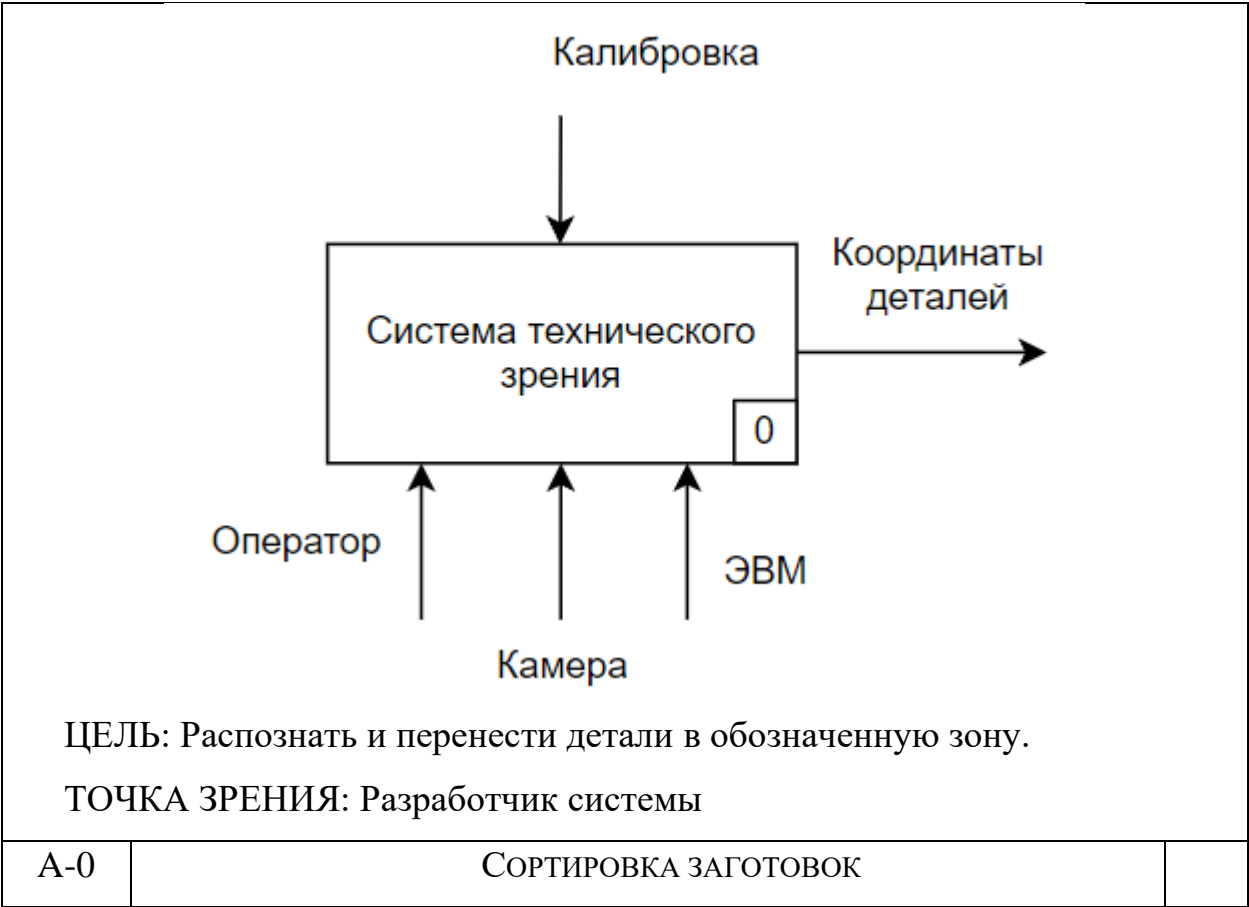 Калибровка
Координаты
деталей
Система технического
зрения
0
Оператор
ЭВМ
Камера
ЦЕЛЬ: Распознать и перенести детали в обозначенную зону.
ТОЧКА ЗРЕНИЯ: Разработчик системы
А-0
СОРТИРОВКА ЗАГОТОВОК